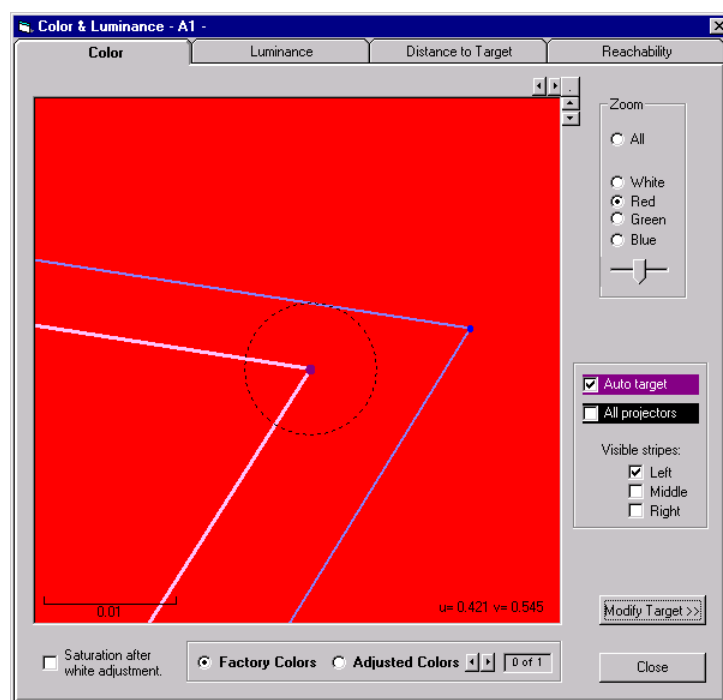 Color & Luminance - A1 -
Color
Luminance
Distance to Target
Reachability
Zoom
All
White
Red
Green
Blue
Auto target
All projectors
Visible stripes:
Left
Middle
Right
0.01
u= 0.421 v= 0.545
Modify Target >>
Saturation after
white adjustment.
Factory Colors
Adjusted Colors
0 of 1
Close